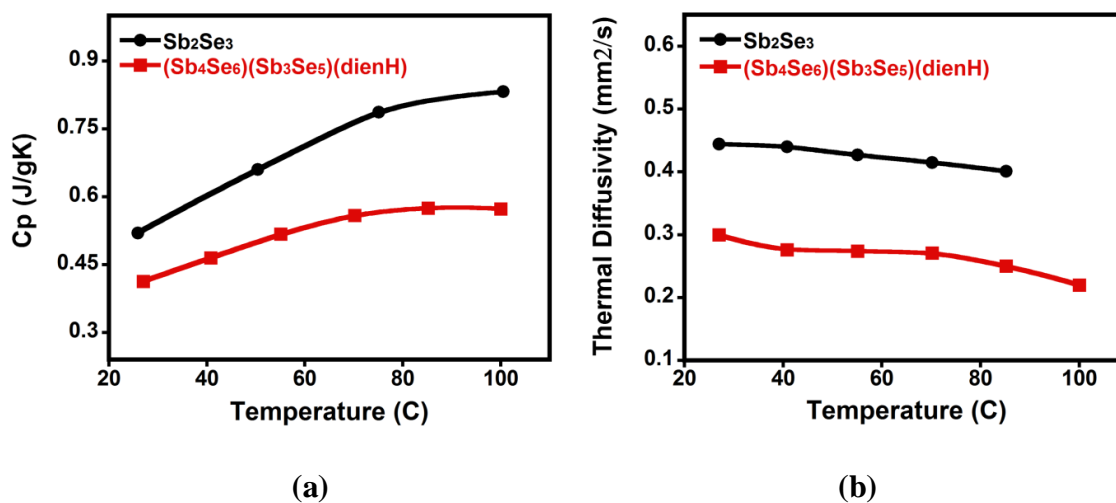 Cp (J/gK)
0.9
0.75
0.6
0.45
0.3
Sb₂Se₃
(Sb₄Se₆)(Sb₃Se₅)(dienH)
20 40 60 80 100
Temperature (C)
(a)
Thermal Diffusivity (mm2/s)
0.6
0.5
0.4
0.3
0.2
0.1
Sb₂Se₃
(Sb₄Se₆)(Sb₃Se₅)(dienH)
20 40 60 80 100
Temperature (C)
(b)